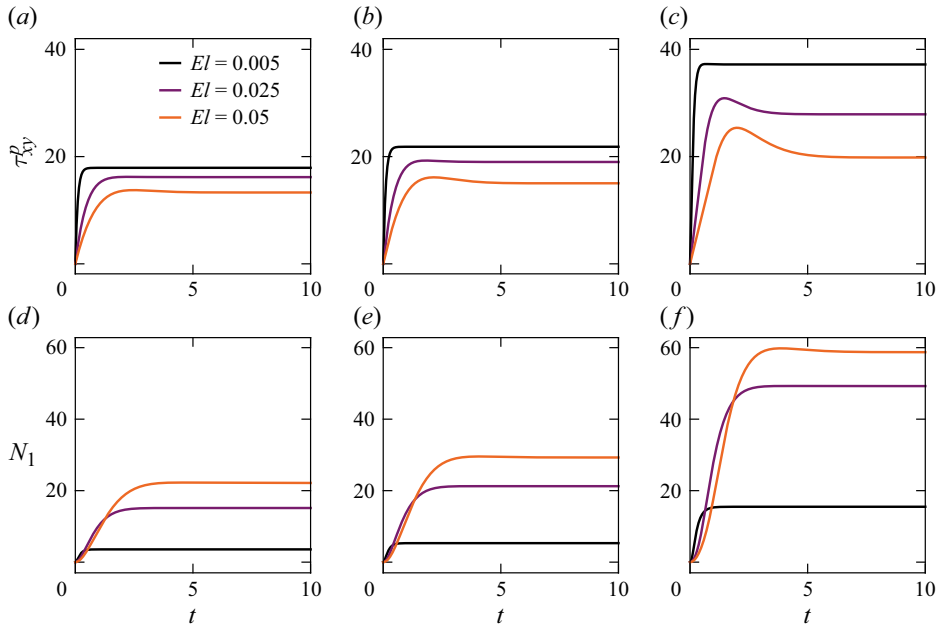 (a) (b) (c)
40 40 40
El = 0.005
El = 0.025
El = 0.05
τᵖxy 20 20 20
0 5 10 0 5 10 0 5 10
(d) (e) (f)
60 60 60
40 40 40
N₁
20 20 20
0 5 10 0 5 10 0 5 10
t t t